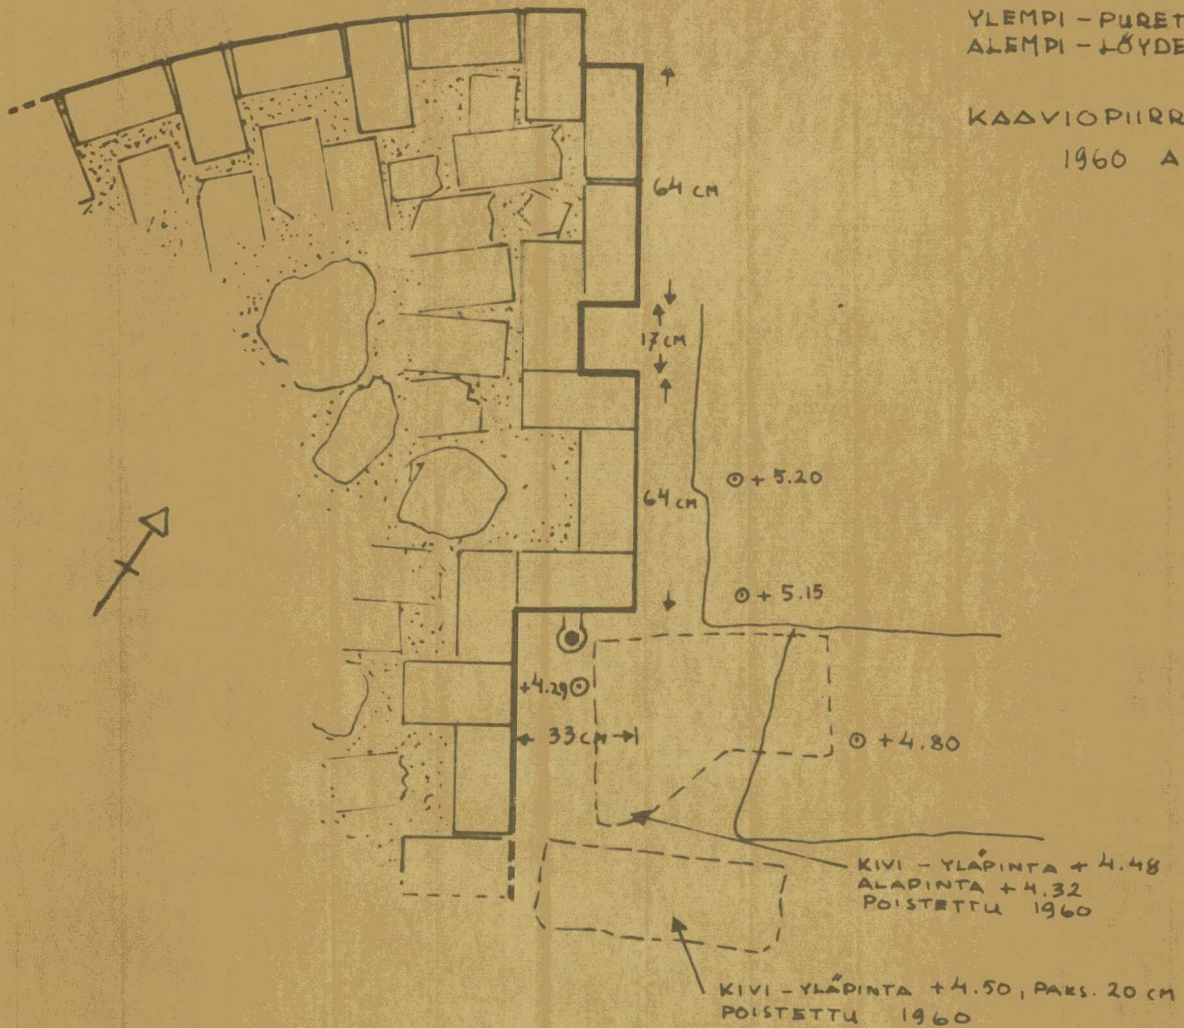 YLEMPI - PURET
ALEMPI - LÖYDE
KAAVIOPIIRR
1960 A
64 CM
17 CM
64 CM
+ 5.20
+ 5.15
+4.29
33 CM
+ 4.80
KIVI - YLÄPINTA + 4.48
ALAPINTA + 4.32
POISTETTU 1960
KIVI - YLÄPINTA +4.50, PAKS. 20 CM
POISTETTU 1960